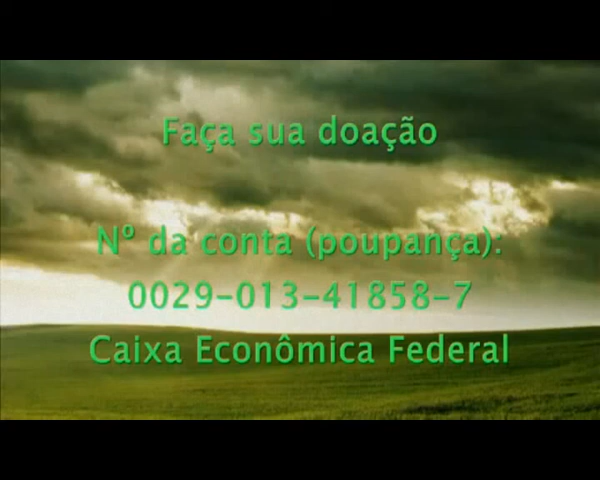 Faça sua doação
Nº da conta (poupança):
0029-013-41858-7
Caixa Econômica Federal